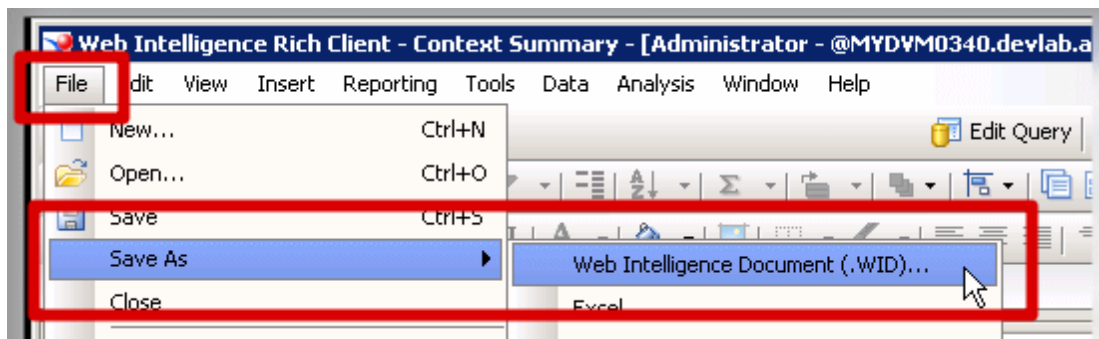 Web Intelligence Rich Client - Context Summary - [Administrator - @MYDVM0340.devlab.a
File Edit View Insert Reporting Tools Data Analysis Window Help
New... Ctrl+N
Edit Query
Open... Ctrl+O
Save Ctrl+S
Save As
Web Intelligence Document (.WID)...
Close
Excel